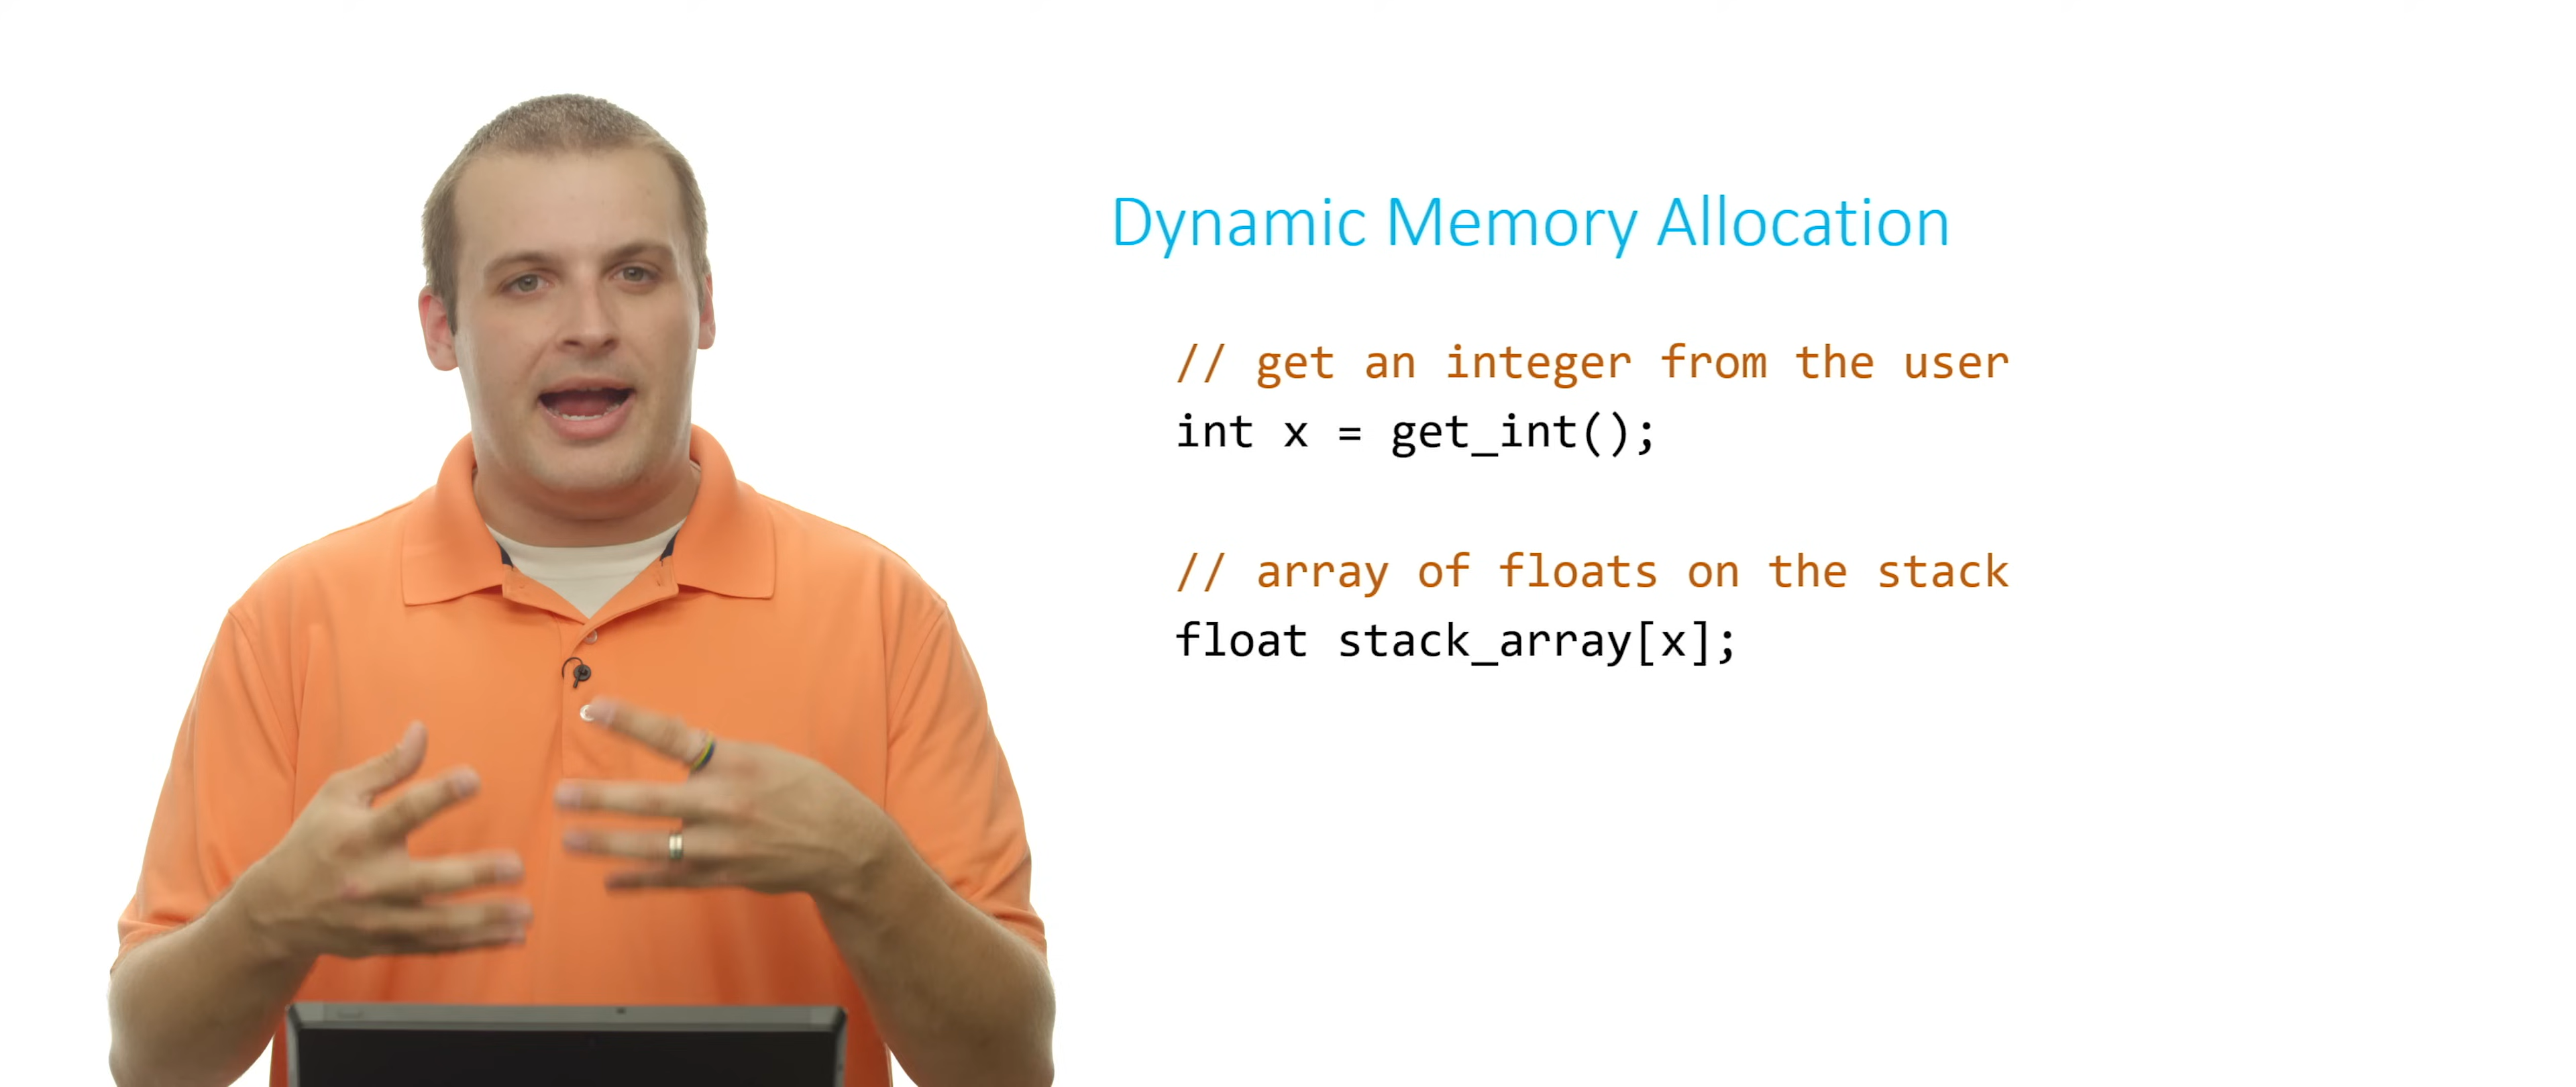 Dynamic Memory Allocation
// get an integer from the user
int x = get_int();
// array of floats on the stack
float stack_array[x];